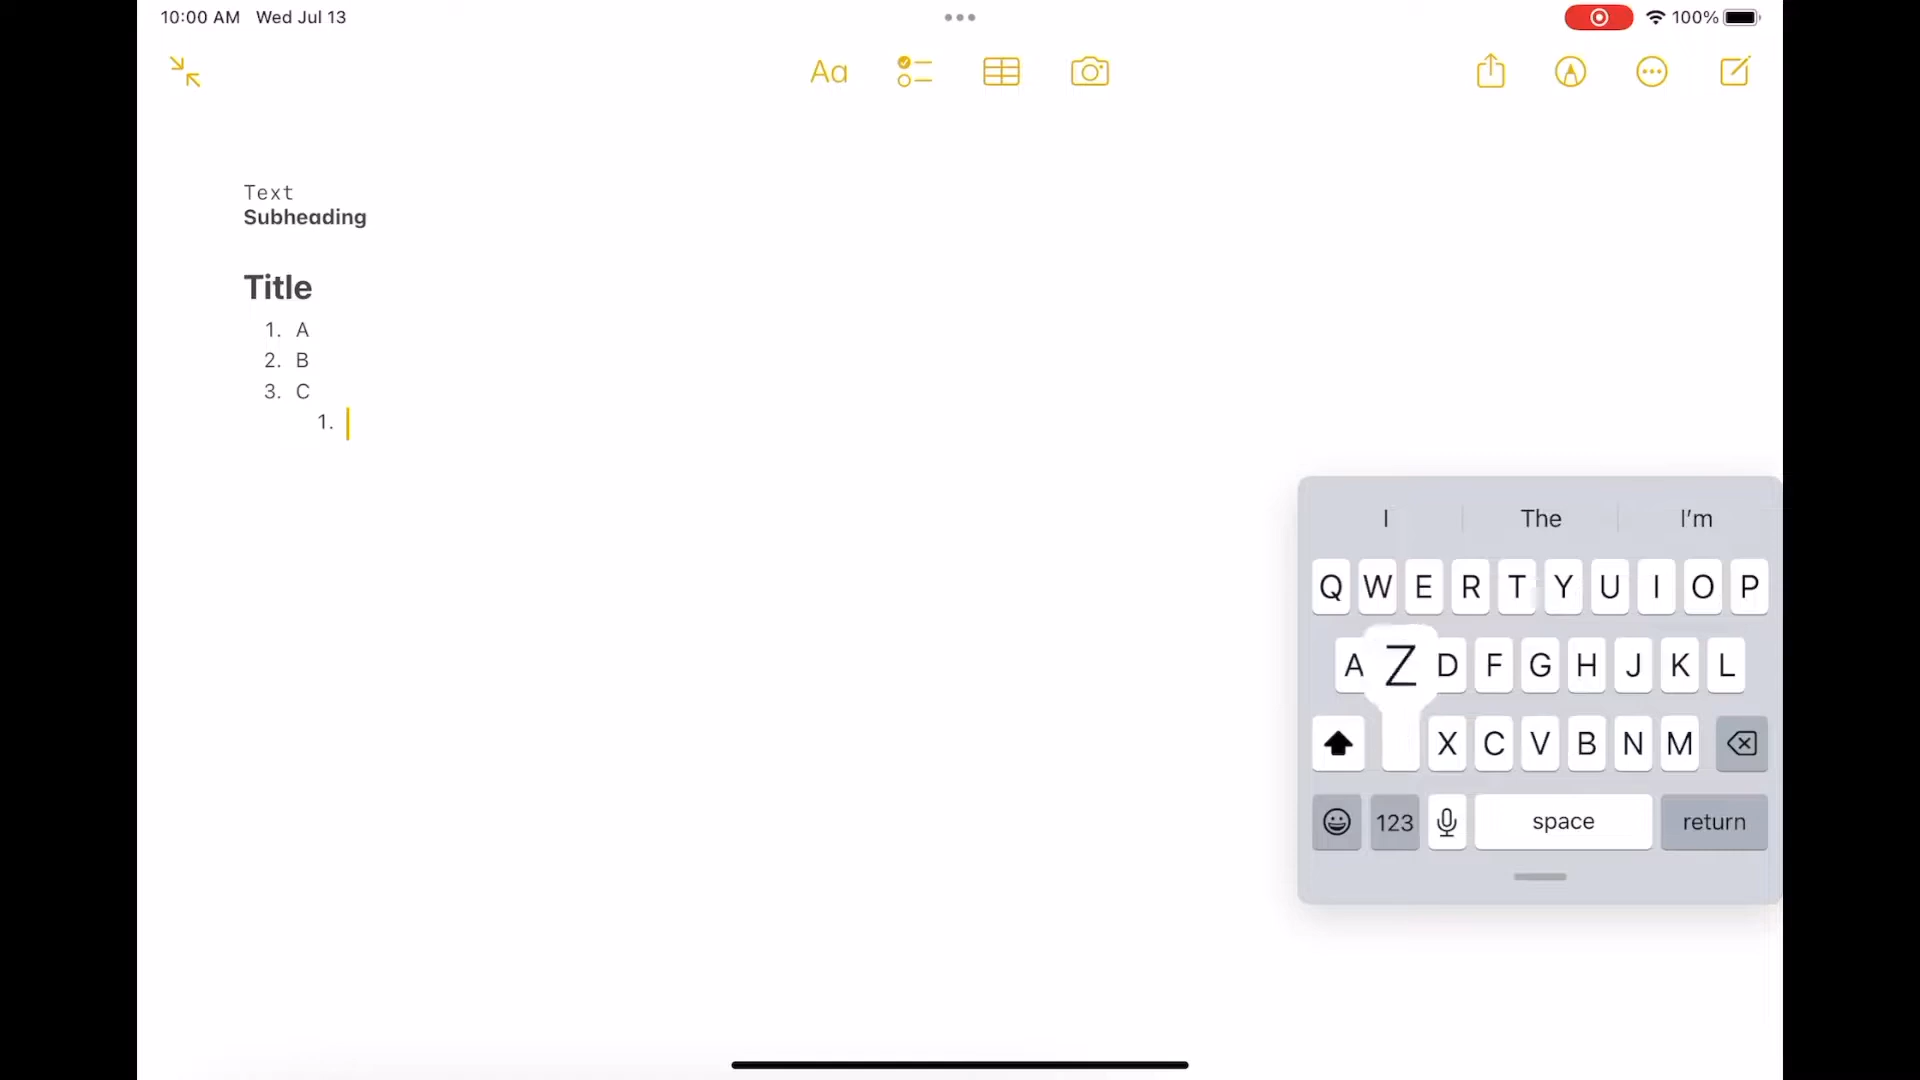 10:00 AM Wed Jul 13
100%
Aa
Text
Subheading
Title
1. A
2. B
3. C
1.
I The I'm
Q W E R T Y U I O P
A Z D F G H J K L
X C V B N M
123 space return